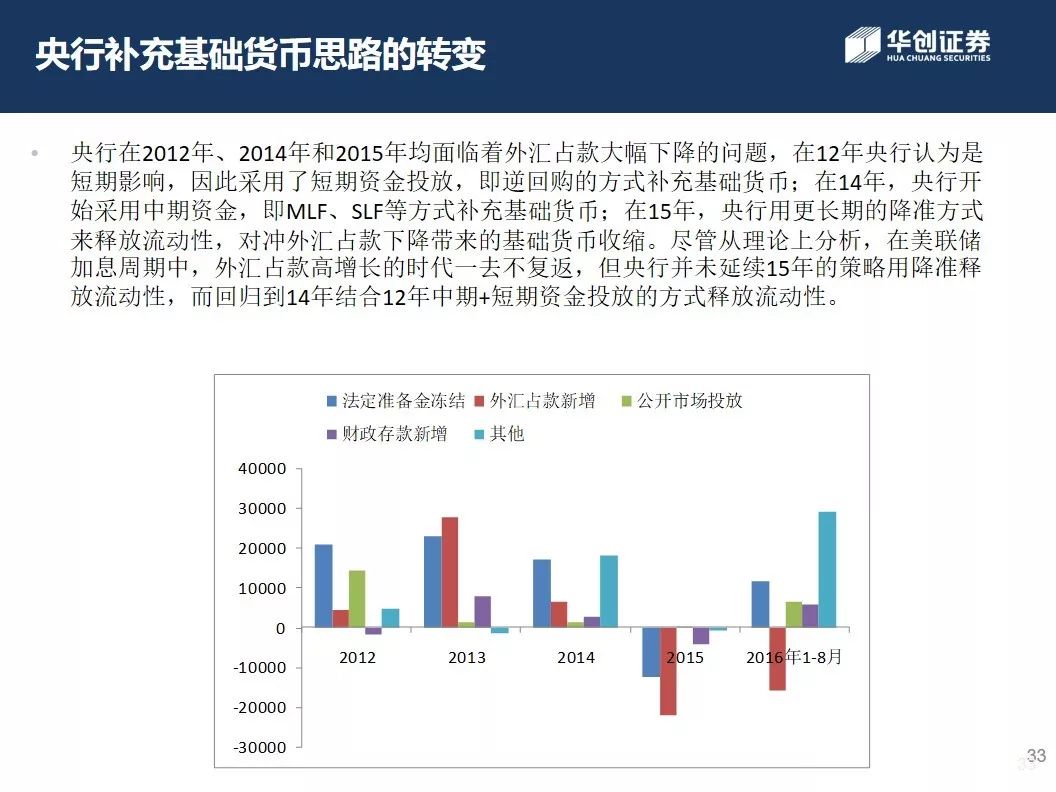 央行补充基础货币思路的转变
华创证券
HUA CHUANG SECURITIES
• 央行在2012年、2014年和2015年均面临着外汇占款大幅下降的问题，在12年央行认为是
短期影响，因此采用了短期资金投放，即逆回购的方式补充基础货币；在14年，央行开
始采用中期资金，即MLF、SLF等方式补充基础货币；在15年，央行用更长期的降准方式
来释放流动性，对冲外汇占款下降带来的基础货币收缩。尽管从理论上分析，在美联储
加息周期中，外汇占款高增长的时代一去不复返，但央行并未延续15年的策略用降准释
放流动性，而回归到14年结合12年中期+短期资金投放的方式释放流动性。
法定准备金冻结 外汇占款新增 公开市场投放
财政存款新增 其他
40000
30000
20000
10000
0
-10000
-20000
-30000
2012 2013 2014 2015 2016年1-8月
33
33